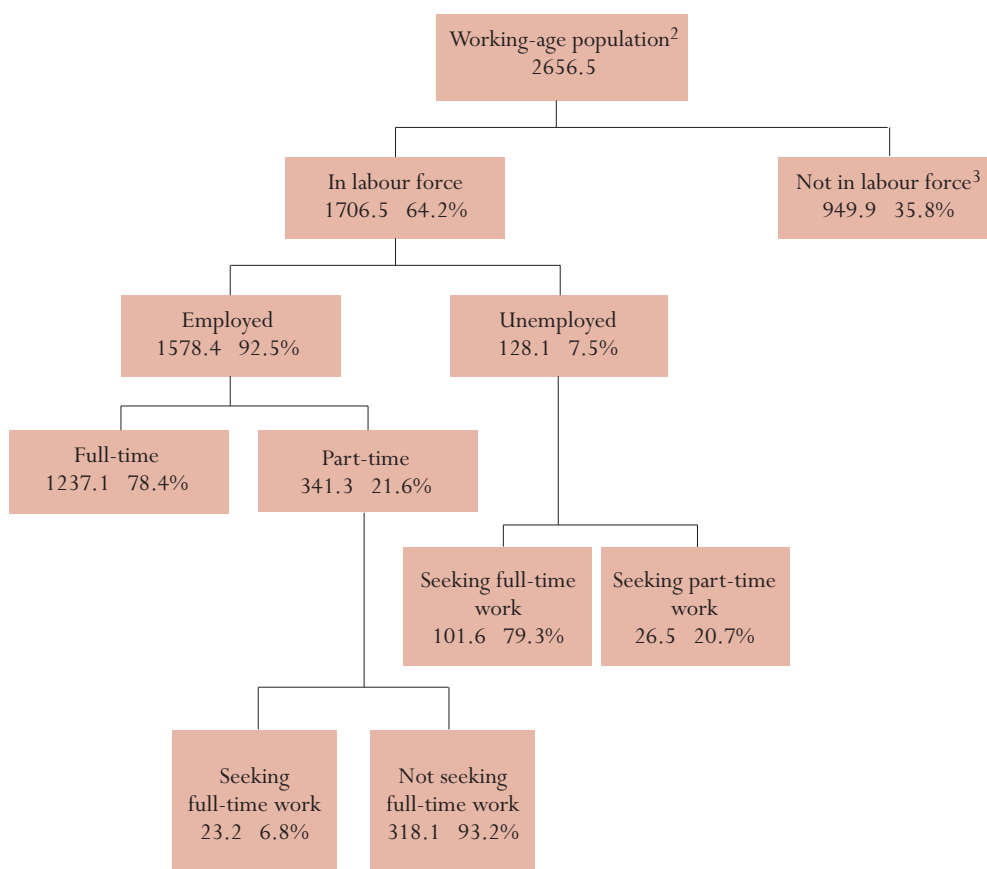 Working-age population²
2656.5
In labour force
1706.5 64.2%
Not in labour force³
949.9 35.8%
Employed
1578.4 92.5%
Unemployed
128.1 7.5%
Full-time
1237.1 78.4%
Part-time
341.3 21.6%
Seeking full-time
work
101.6 79.3%
Seeking part-time
work
26.5 20.7%
Seeking
full-time work
23.2 6.8%
Not seeking
full-time work
318.1 93.2%